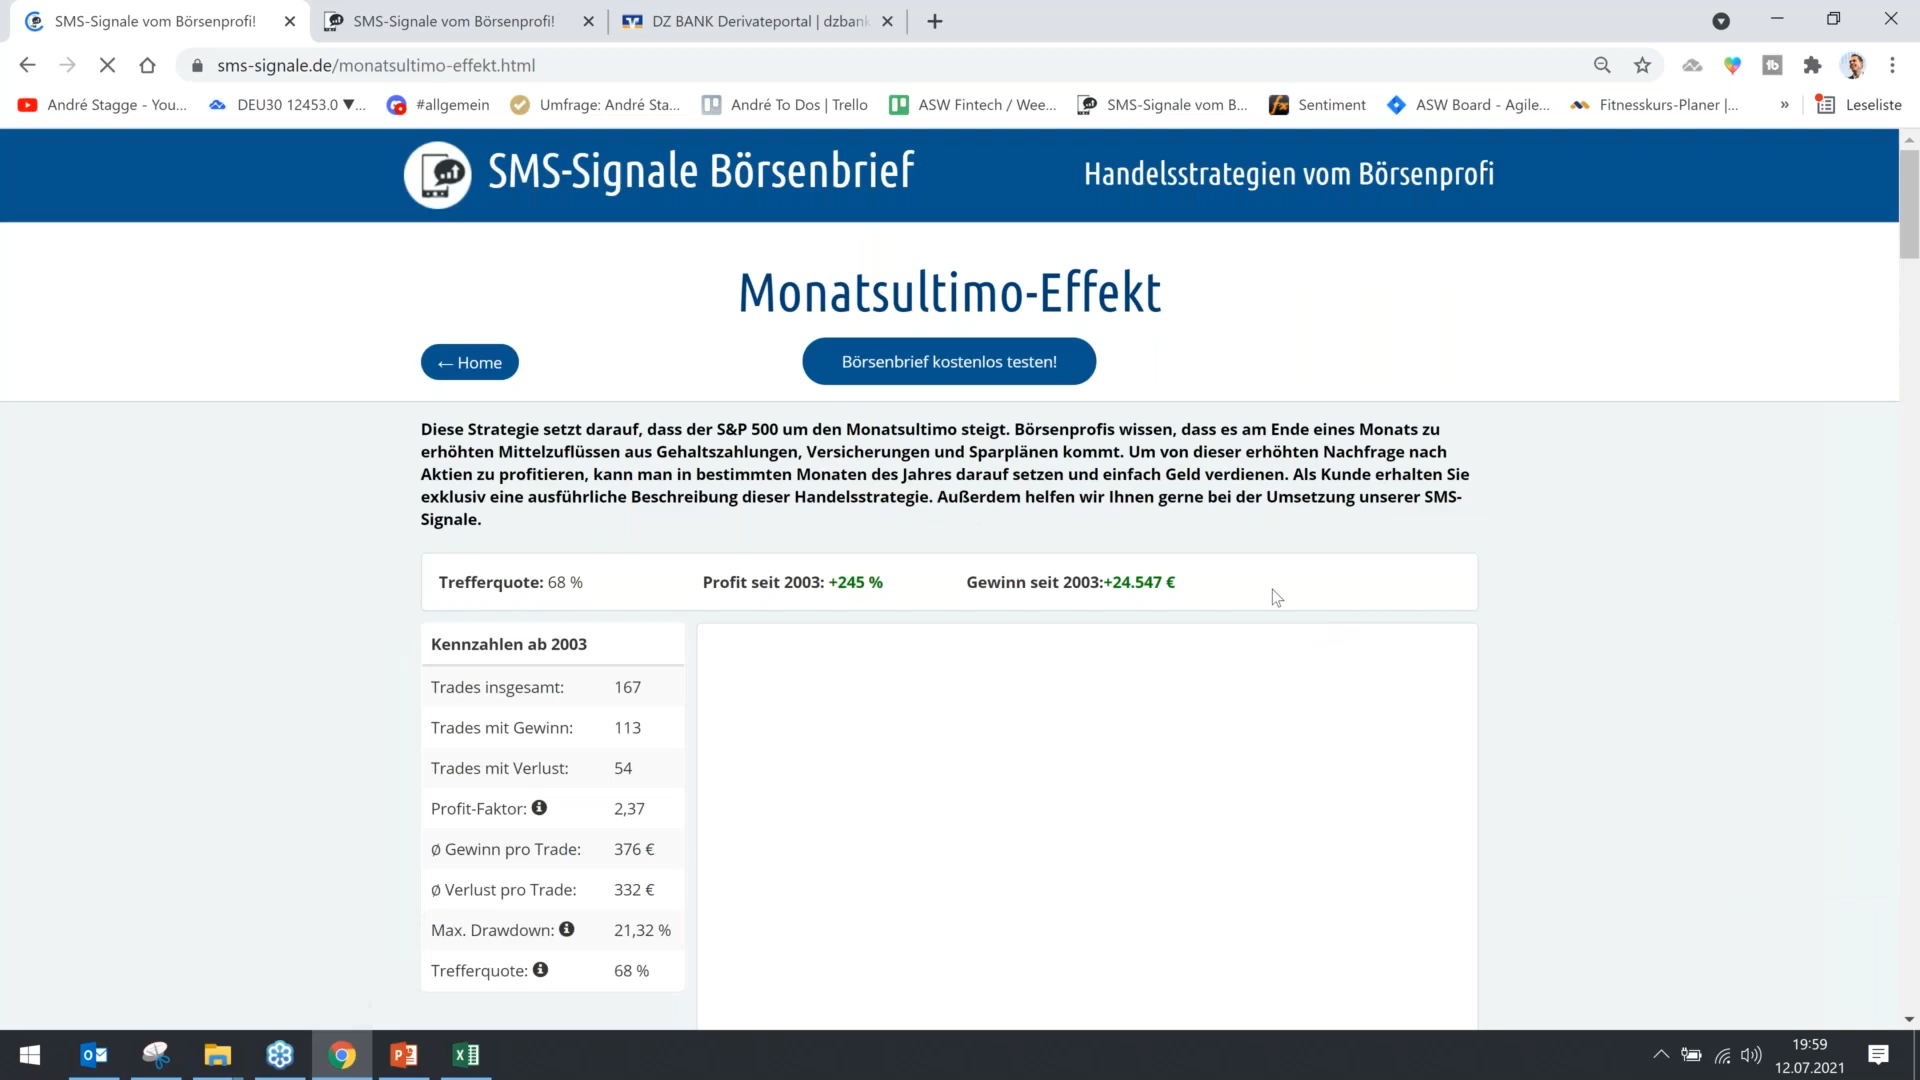 SMS-Signale vom Börsenprofi!
SMS-Signale vom Börsenprofi!
DZ BANK Derivateportal | dzbank
sms-signale.de/monatsultimo-effekt.html
André Stagge - You...
DEU30 12453.0 ▼...
#allgemein
Umfrage: André Sta...
André To Dos | Trello
ASW Fintech / Wee...
SMS-Signale vom B...
Sentiment
ASW Board - Agile...
Fitnesskurs-Planer |...
»
Leseliste
SMS-Signale Börsenbrief
Handelsstrategien vom Börsenprofi
Monatsultimo-Effekt
← Home
Börsenbrief kostenlos testen!
Diese Strategie setzt darauf, dass der S&P 500 um den Monatsultimo steigt. Börsenprofis wissen, dass es am Ende eines Monats zu
erhöhten Mittelzuflüssen aus Gehaltszahlungen, Versicherungen und Sparplänen kommt. Um von dieser erhöhten Nachfrage nach
Aktien zu profitieren, kann man in bestimmten Monaten des Jahres darauf setzen und einfach Geld verdienen. Als Kunde erhalten Sie
exklusiv eine ausführliche Beschreibung dieser Handelsstrategie. Außerdem helfen wir Ihnen gerne bei der Umsetzung unserer SMS-
Signale.
Trefferquote: 68 %
Profit seit 2003: +245 %
Gewinn seit 2003:+24.547 €
Kennzahlen ab 2003
Trades insgesamt: 167
Trades mit Gewinn: 113
Trades mit Verlust: 54
Profit-Faktor: 2,37
Ø Gewinn pro Trade: 376 €
Ø Verlust pro Trade: 332 €
Max. Drawdown: 21,32 %
Trefferquote: 68 %
19:59
12.07.2021